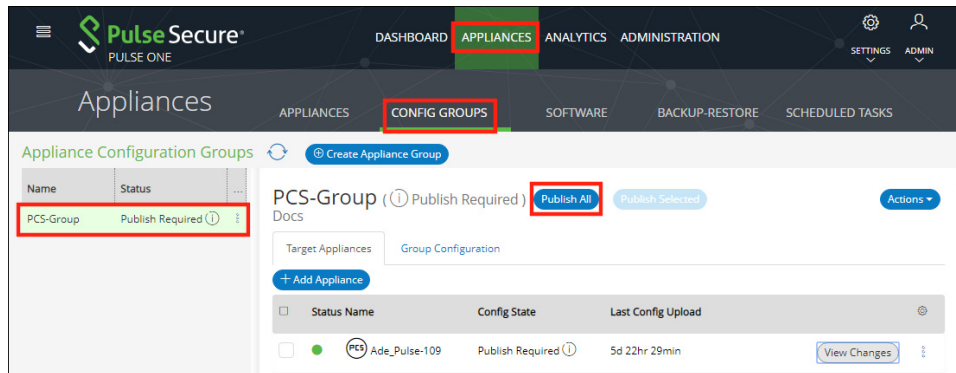 Pulse Secure®
PULSE ONE
DASHBOARD APPLIANCES ANALYTICS ADMINISTRATION
SETTINGS ADMIN
Appliances
APPLIANCES CONFIG GROUPS SOFTWARE BACKUP-RESTORE SCHEDULED TASKS
Appliance Configuration Groups
Create Appliance Group
Name Status ...
PCS-Group Publish Required
PCS-Group ( Publish Required ) Publish All Publish Selected Actions
Docs
Target Appliances Group Configuration
+ Add Appliance
Status Name Config State Last Config Upload
PCS Ade_Pulse-109 Publish Required 5d 22hr 29min View Changes